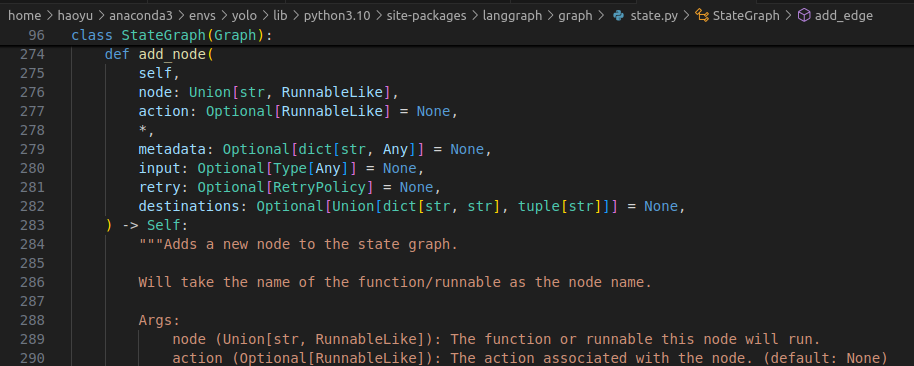 home > haoyu > anaconda3 > envs > yolo > lib > python3.10 > site-packages > langgraph > graph > state.py > StateGraph > add_edge
96 class StateGraph(Graph):
274     def add_node(
275         self,
276         node: Union[str, RunnableLike],
277         action: Optional[RunnableLike] = None,
278         *,
279         metadata: Optional[dict[str, Any]] = None,
280         input: Optional[Type[Any]] = None,
281         retry: Optional[RetryPolicy] = None,
282         destinations: Optional[Union[dict[str, str], tuple[str]]] = None,
283     ) -> Self:
284         """Adds a new node to the state graph.
285
286         Will take the name of the function/runnable as the node name.
287
288         Args:
289             node (Union[str, RunnableLike]): The function or runnable this node will run.
290             action (Optional[RunnableLike]): The action associated with the node. (default: None)